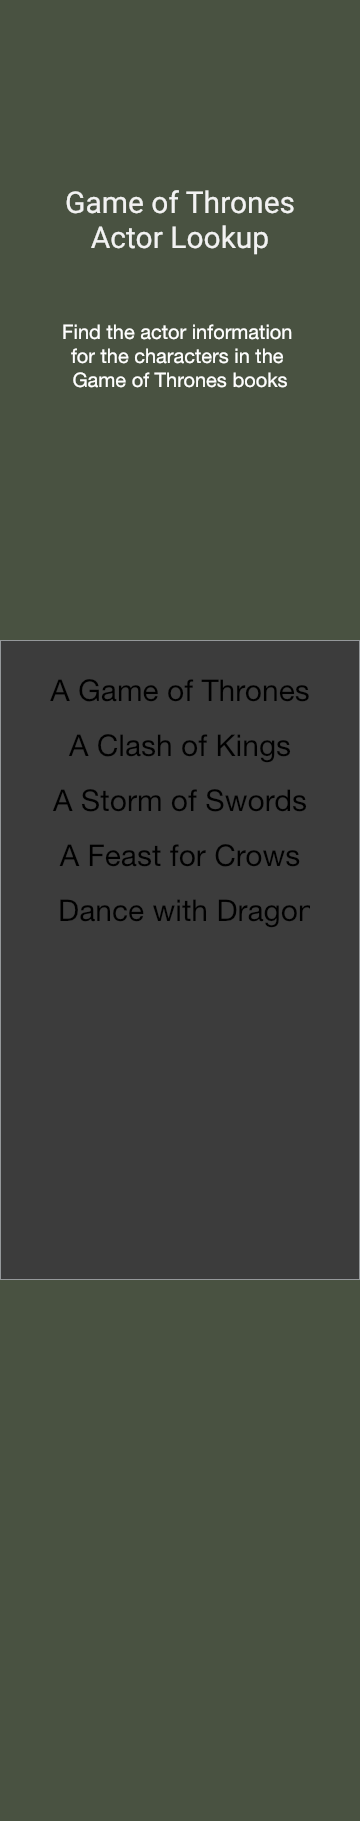 Game of Thrones
Actor Lookup
Find the actor information
for the characters in the
Game of Thrones books
A Game of Thrones
A Clash of Kings
A Storm of Swords
A Feast for Crows
Dance with Dragon